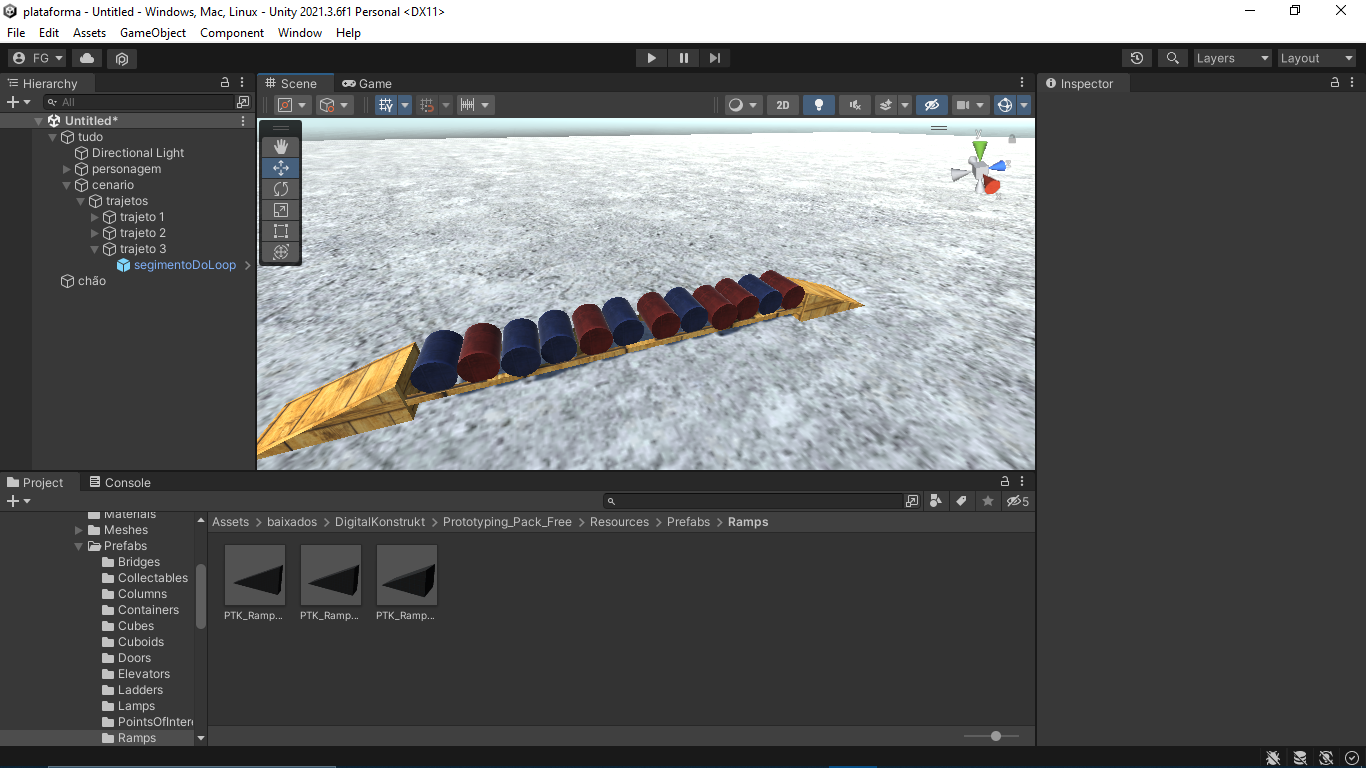 plataforma - Untitled - Windows, Mac, Linux - Unity 2021.3.6f1 Personal <DX11>
File Edit Assets GameObject Component Window Help
FG Layers Layout
Hierarchy
All
Untitled*
tudo
Directional Light
personagem
cenario
trajetos
trajeto 1
trajeto 2
trajeto 3
segimentoDoLoop
chão
Scene Game
2D
y
z
x
Inspector
Project Console
5
Materials
Meshes
Prefabs
Bridges
Collectables
Columns
Containers
Cubes
Cuboids
Doors
Elevators
Ladders
Lamps
PointsOfInter
Ramps
Assets > baixados > DigitalKonstrukt > Prototyping_Pack_Free > Resources > Prefabs > Ramps
PTK_Ramp... PTK_Ramp... PTK_Ramp...